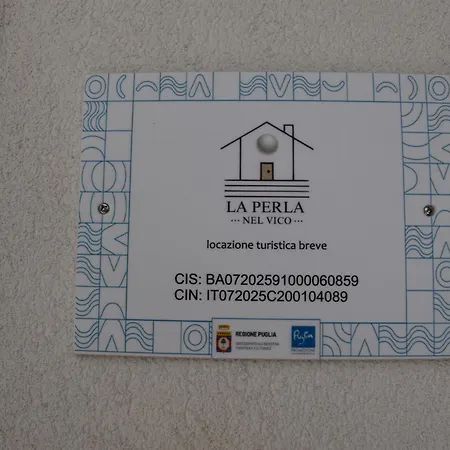 LA PERLA
... NEL VICO ...
locazione turistica breve
CIS: BA07202591000060859
CIN: IT072025C200104089
REGIONE PUGLIA